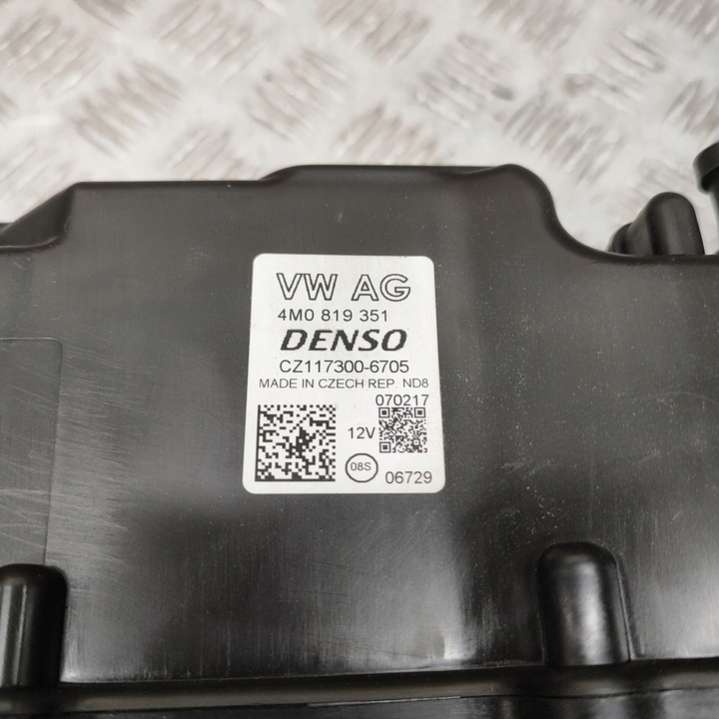 VW AG
4M0 819 351
DENSO
CZ117300-6705
MADE IN CZECH REP. ND8
070217
12V
08S
06729